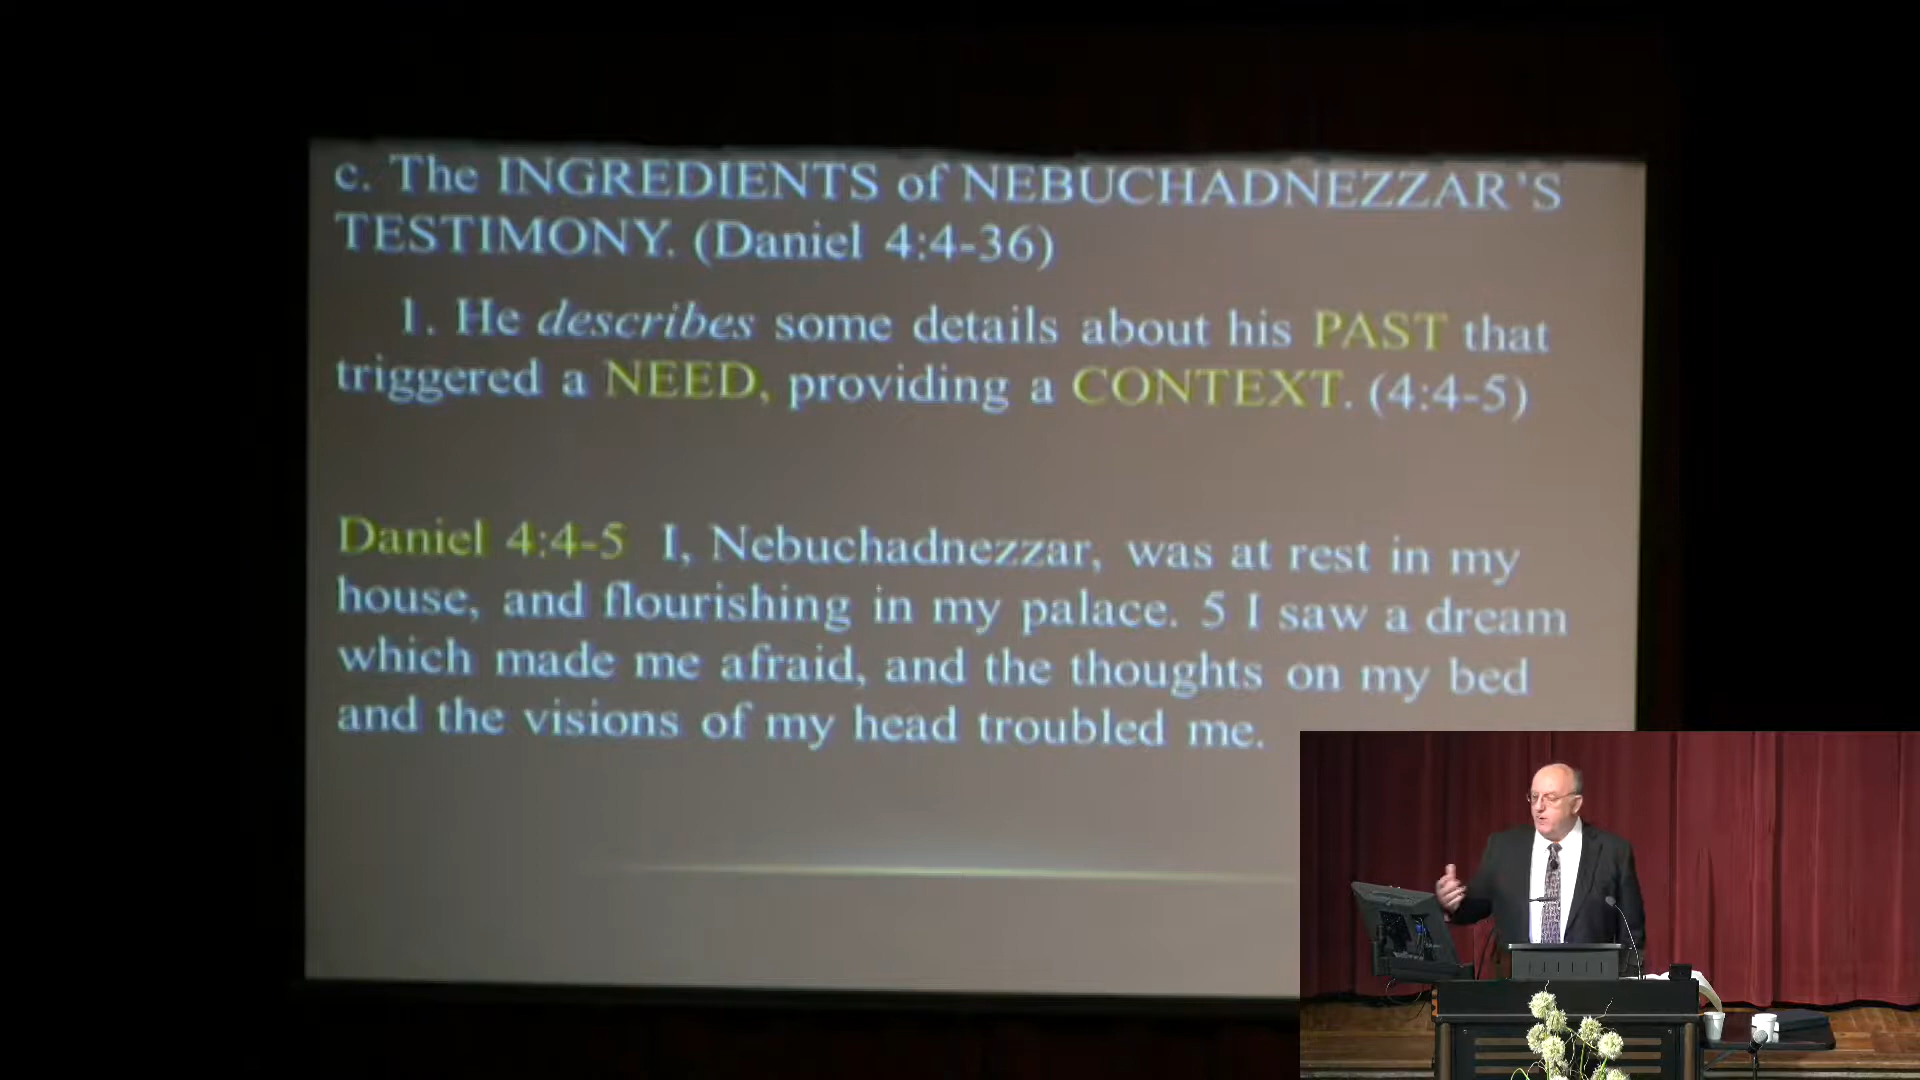 c. The INGREDIENTS of NEBUCHADNEZZAR'S
TESTIMONY. (Daniel 4:4-36)
1. He describes some details about his PAST that
triggered a NEED, providing a CONTEXT. (4:4-5)
Daniel 4:4-5 I, Nebuchadnezzar, was at rest in my
house, and flourishing in my palace. 5 I saw a dream
which made me afraid, and the thoughts on my bed
and the visions of my head troubled me.